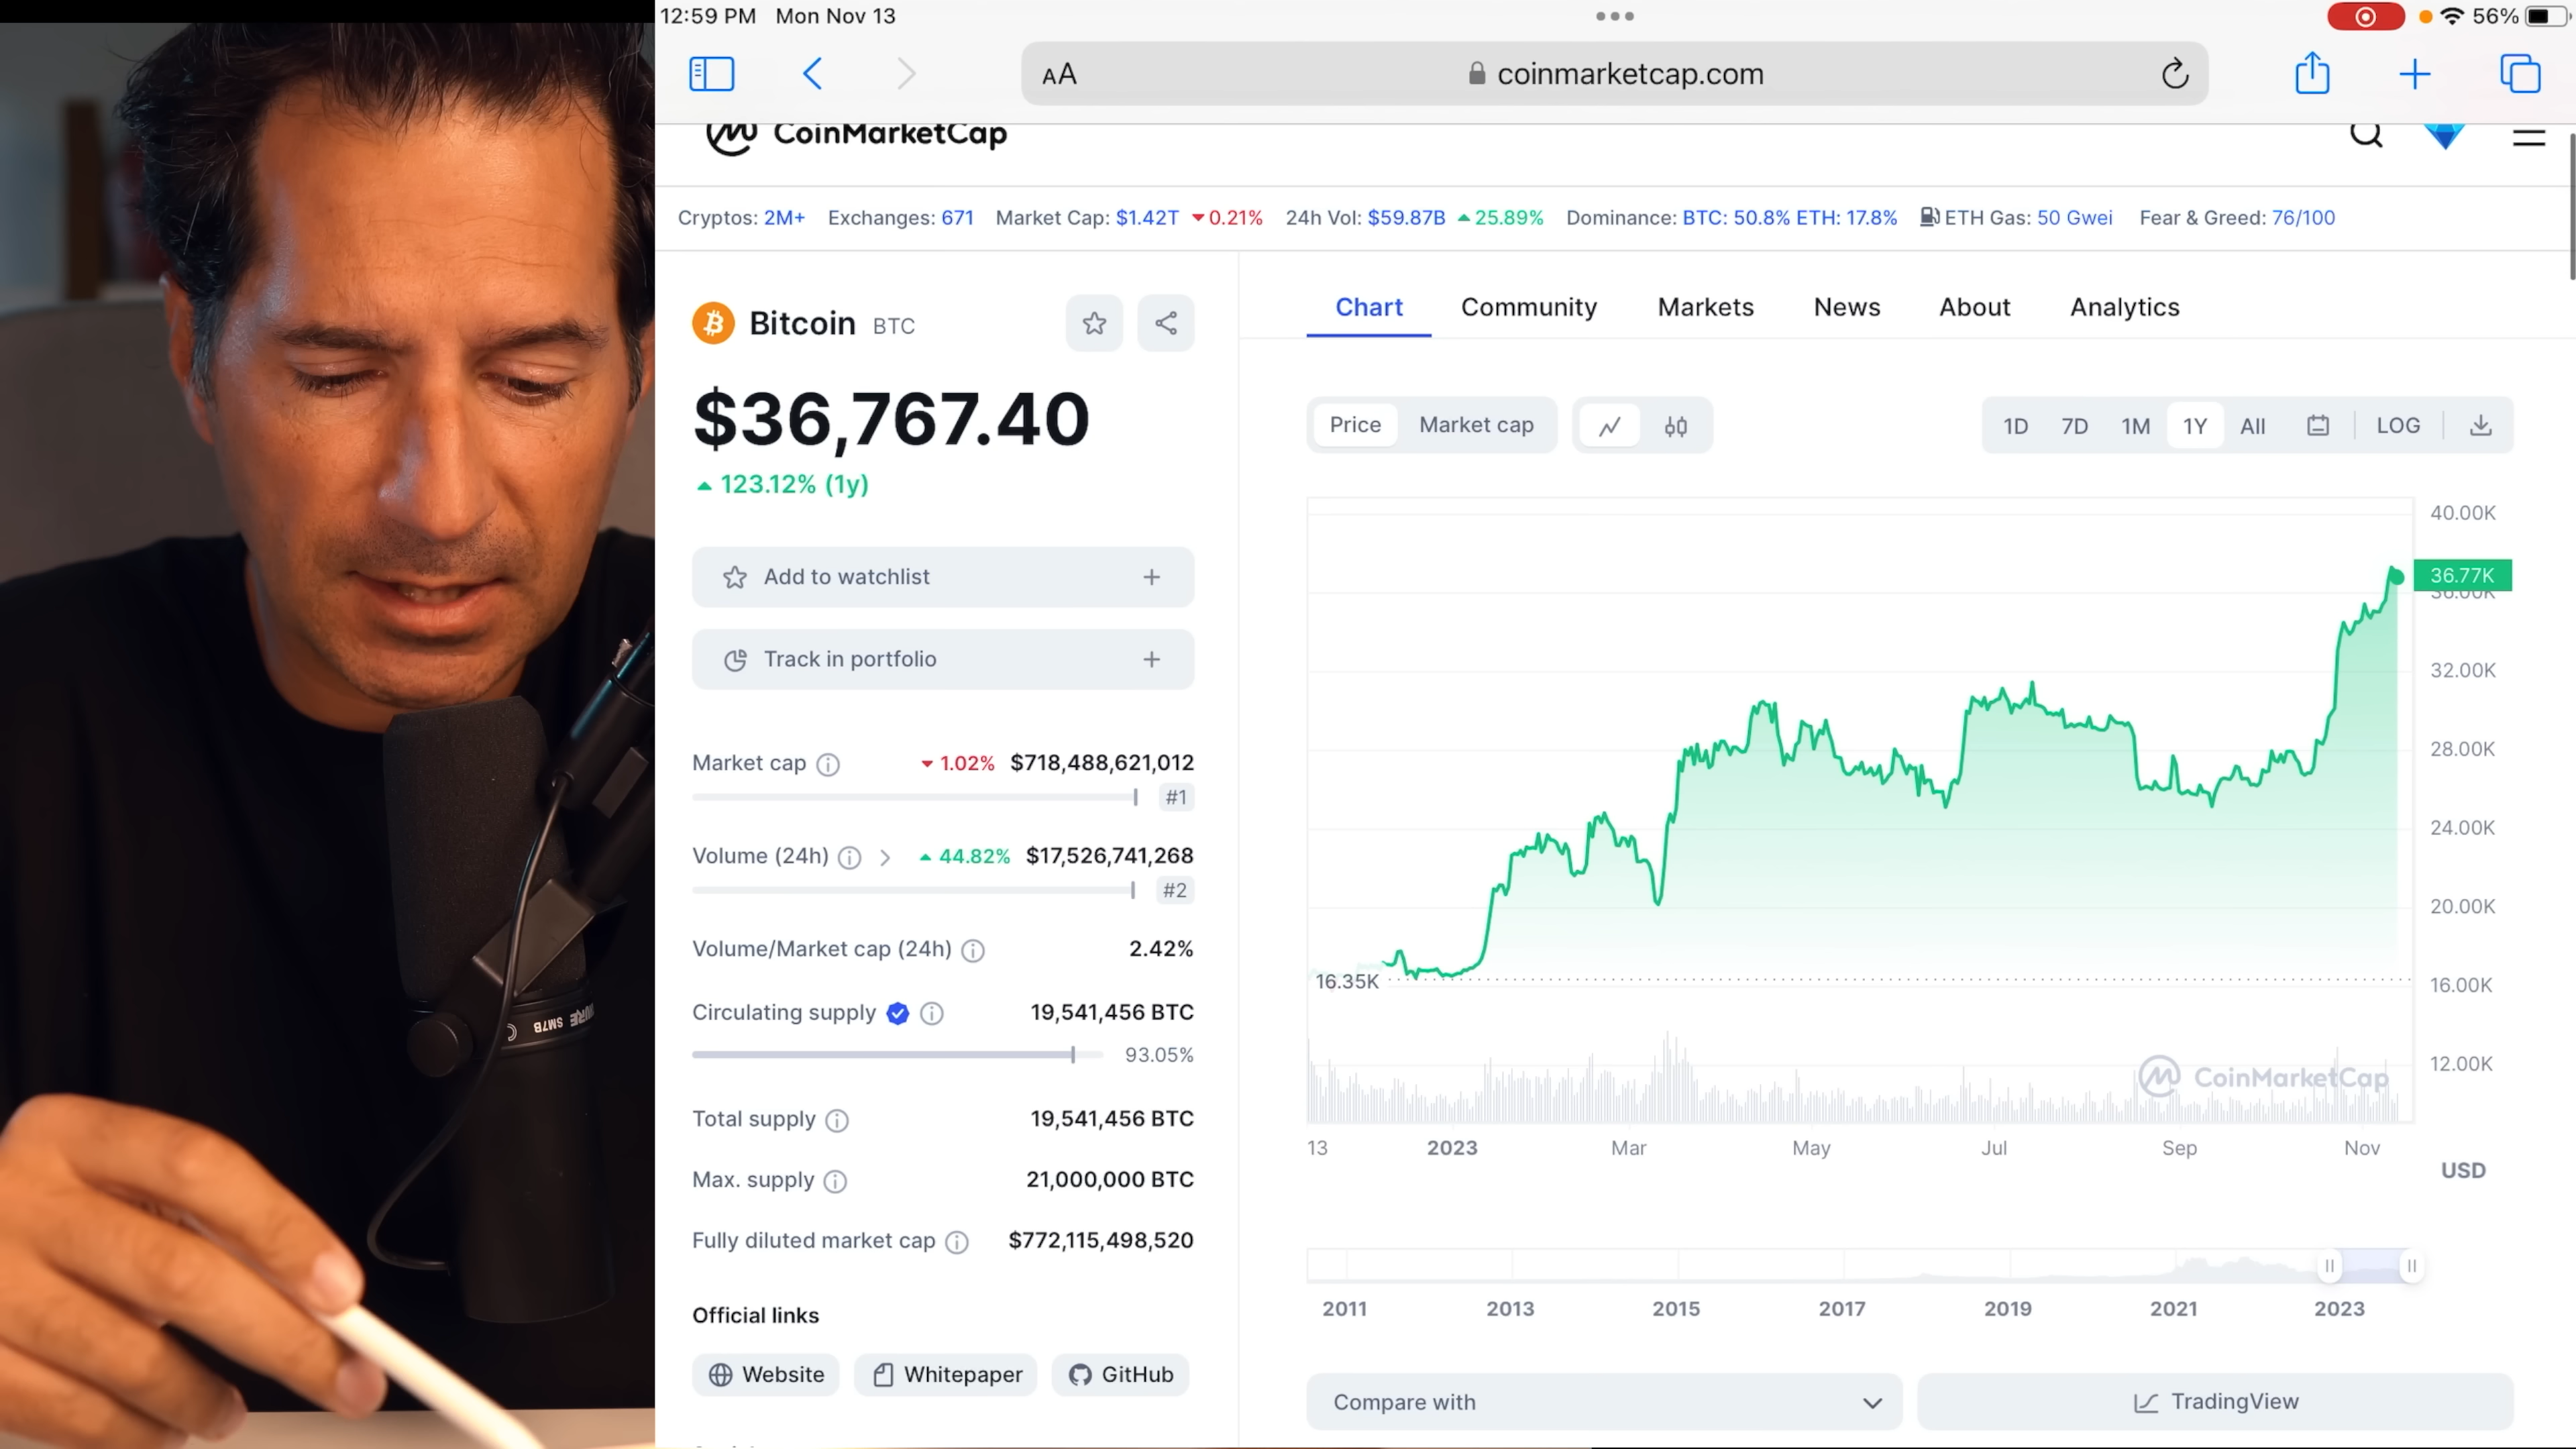 12:59 PM Mon Nov 13
56%
AA coinmarketcap.com
CoinMarketCap
Cryptos: 2M+ Exchanges: 671 Market Cap: $1.42T 0.21% 24h Vol: $59.87B 25.89% Dominance: BTC: 50.8% ETH: 17.8% ETH Gas: 50 Gwei Fear & Greed: 76/100
Bitcoin BTC
$36,767.40
123.12% (1y)
Add to watchlist
Track in portfolio
Market cap 1.02% $718,488,621,012
#1
Volume (24h) 44.82% $17,526,741,268
#2
Volume/Market cap (24h) 2.42%
Circulating supply 19,541,456 BTC
93.05%
Total supply 19,541,456 BTC
Max. supply 21,000,000 BTC
Fully diluted market cap $772,115,498,520
Official links
Website Whitepaper GitHub
Chart Community Markets News About Analytics
Price Market cap
1D 7D 1M 1Y All LOG
40.00K
36.77K
36.00K
32.00K
28.00K
24.00K
20.00K
16.35K
16.00K
12.00K
CoinMarketCap
13 2023 Mar May Jul Sep Nov
USD
2011 2013 2015 2017 2019 2021 2023
Compare with
TradingView
SHURE SM7B